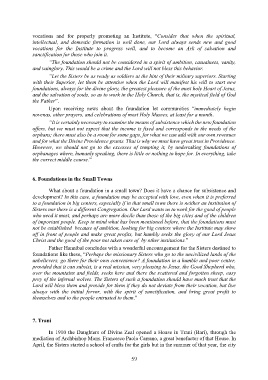 vocations and for properly promoting an Institute. "Consider that when the spiritual,
intellectual, and domestic formation is well done, our Lord always sends new and good
vocations for the Institute to progress well, and to become an Ark of salvation and
sanctification for those who join it.
"The foundation should not be considered in a spirit of ambition, causalness, vanity,
and vainglory. This would be a crime and the Lord will not bless this behavior.
"Let the Sisters be as ready as soldiers at the hint of their military superiors. Starting
with their Superior, let them be attentive when the Lord will manifest his will to start new
foundations, always for the divine glory, the greatest pleasure of the most holy Heart of Jesus,
and the salvation of souls, so as to work in the Holy Church, that is, the mystical field of God
the Father".
Upon receiving news about the foundation let communities "immediately begin
novenas, other prayers, and celebrations of most Holy Masses, at least for a month.
"It is certainly necessary to examine the means of subsistence which the new foundation
offers, but we must not expect that the income is fixed and corresponds to the needs of the
orphans; there must also be a room for some gaps, for what we can add with our own resources
and for what the Divine Providence grants. That is why we must have great trust in Providence.
However, we should not go to the excesses of tempting it, by undertaking foundations of
orphanages where, humanly speaking, there is little or nothing to hope for. In everything, take
the correct middle course."
6. Foundations in the Small Towns
What about a foundation in a small town? Does it have a chance for subsistence and
development? In this case, a foundation may be accepted with love, even when it is preferred
to a foundation in big centers, especially if in that small town there is neither an institution of
Sisters nor there is a different Congregation. Our Lord wants us to work for the good of people
who need it most, and perhaps are more docile than those of the big cities and of the children
of important people. Keep in mind what has been mentioned before, that the foundations must
not be established because of ambition, looking for big centers where the Institute may show
off in front of people and make great profits, but humbly seeks the glory of our Lord Jesus
Christ and the good of the poor not taken care of by other institutions."
Father Hannibal concludes with a wonderful encouragement for the Sisters destined to
foundations like these, "Perhaps the missionary Sisters who go to the uncivilized lands of the
unbelievers, go there for their own convenience? A foundation in a humble and poor center,
provided that it can subsist, is a real mission, very pleasing to Jesus, the Good Shepherd who,
over the mountains and fields, seeks here and there the scattered and forgotten sheep, easy
prey of the infernal wolves. The Sisters of such a foundation should have much trust that the
Lord will bless them and provide for them if they do not deviate from their vocation, but live
always with the initial fervor, with the spirit of sanctification, and bring great profit to
themselves and to the people entrusted to them."
7. Trani
In 1909 the Daughters of Divine Zeal opened a House in Trani (Bari), through the
mediation of Archbishop Mons. Francesco Paolo Carrano, a great benefactor of that House. In
April, the Sisters started a school of crafts for the girls but in the summer of that year, the city
59